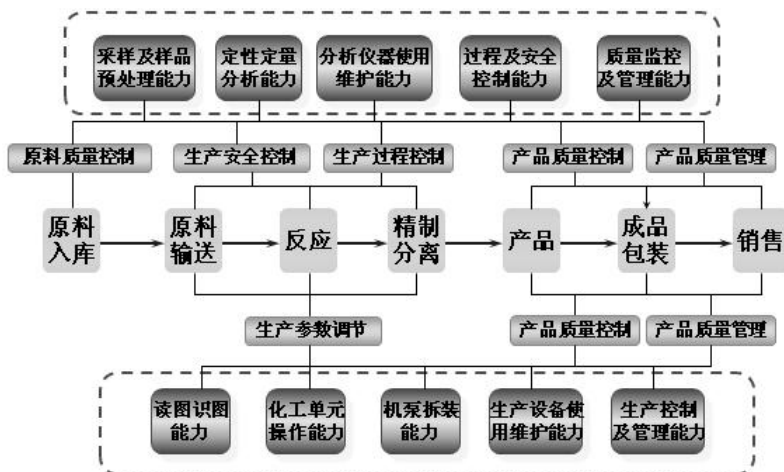 采样及样品
预处理能力
定性定量
分析能力
分析仪器使用
维护能力
过程及安全
控制能力
质量监控
及管理能力
原料质量控制
生产安全控制
生产过程控制
产品质量控制
产品质量管理
原料
入库
原料
输送
反应
精制
分离
产品
成品
包装
销售
生产参数调节
产品质量控制
产品质量管理
读图识图
能力
化工单元
操作能力
机泵拆装
能力
生产设备使
用维护能力
生产控制
及管理能力